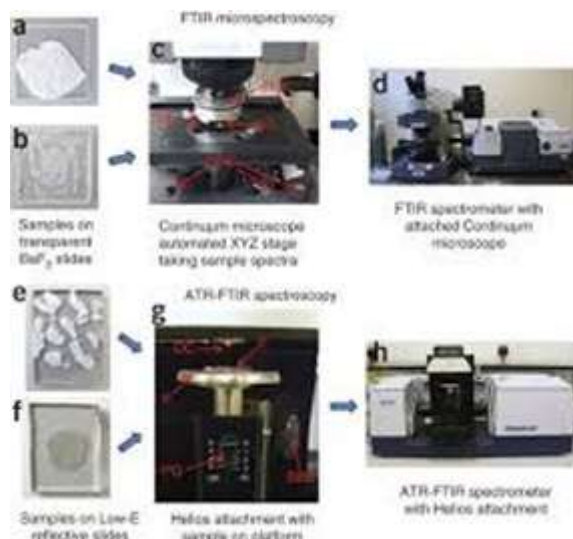 FTIR microspectroscopy
a
c
d
b
Samples on
transparent
BaF2 slides
Continuum microscope
automated XYZ stage
taking sample spectra
FTIR spectrometer with
attached Continuum
microscope
ATR-FTIR spectroscopy
e
g
h
f
Samples on Low-E
reflective slides
Helios attachment with
sample on platform
ATR-FTIR spectrometer
with Helios attachment